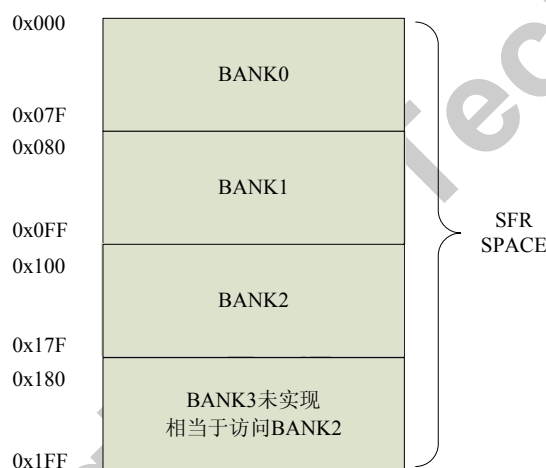 0x000
BANK0
0x07F
0x080
BANK1
0x0FF
0x100
BANK2
0x17F
0x180
BANK3未实现
相当于访问BANK2
0x1FF
SFR
SPACE
Tec